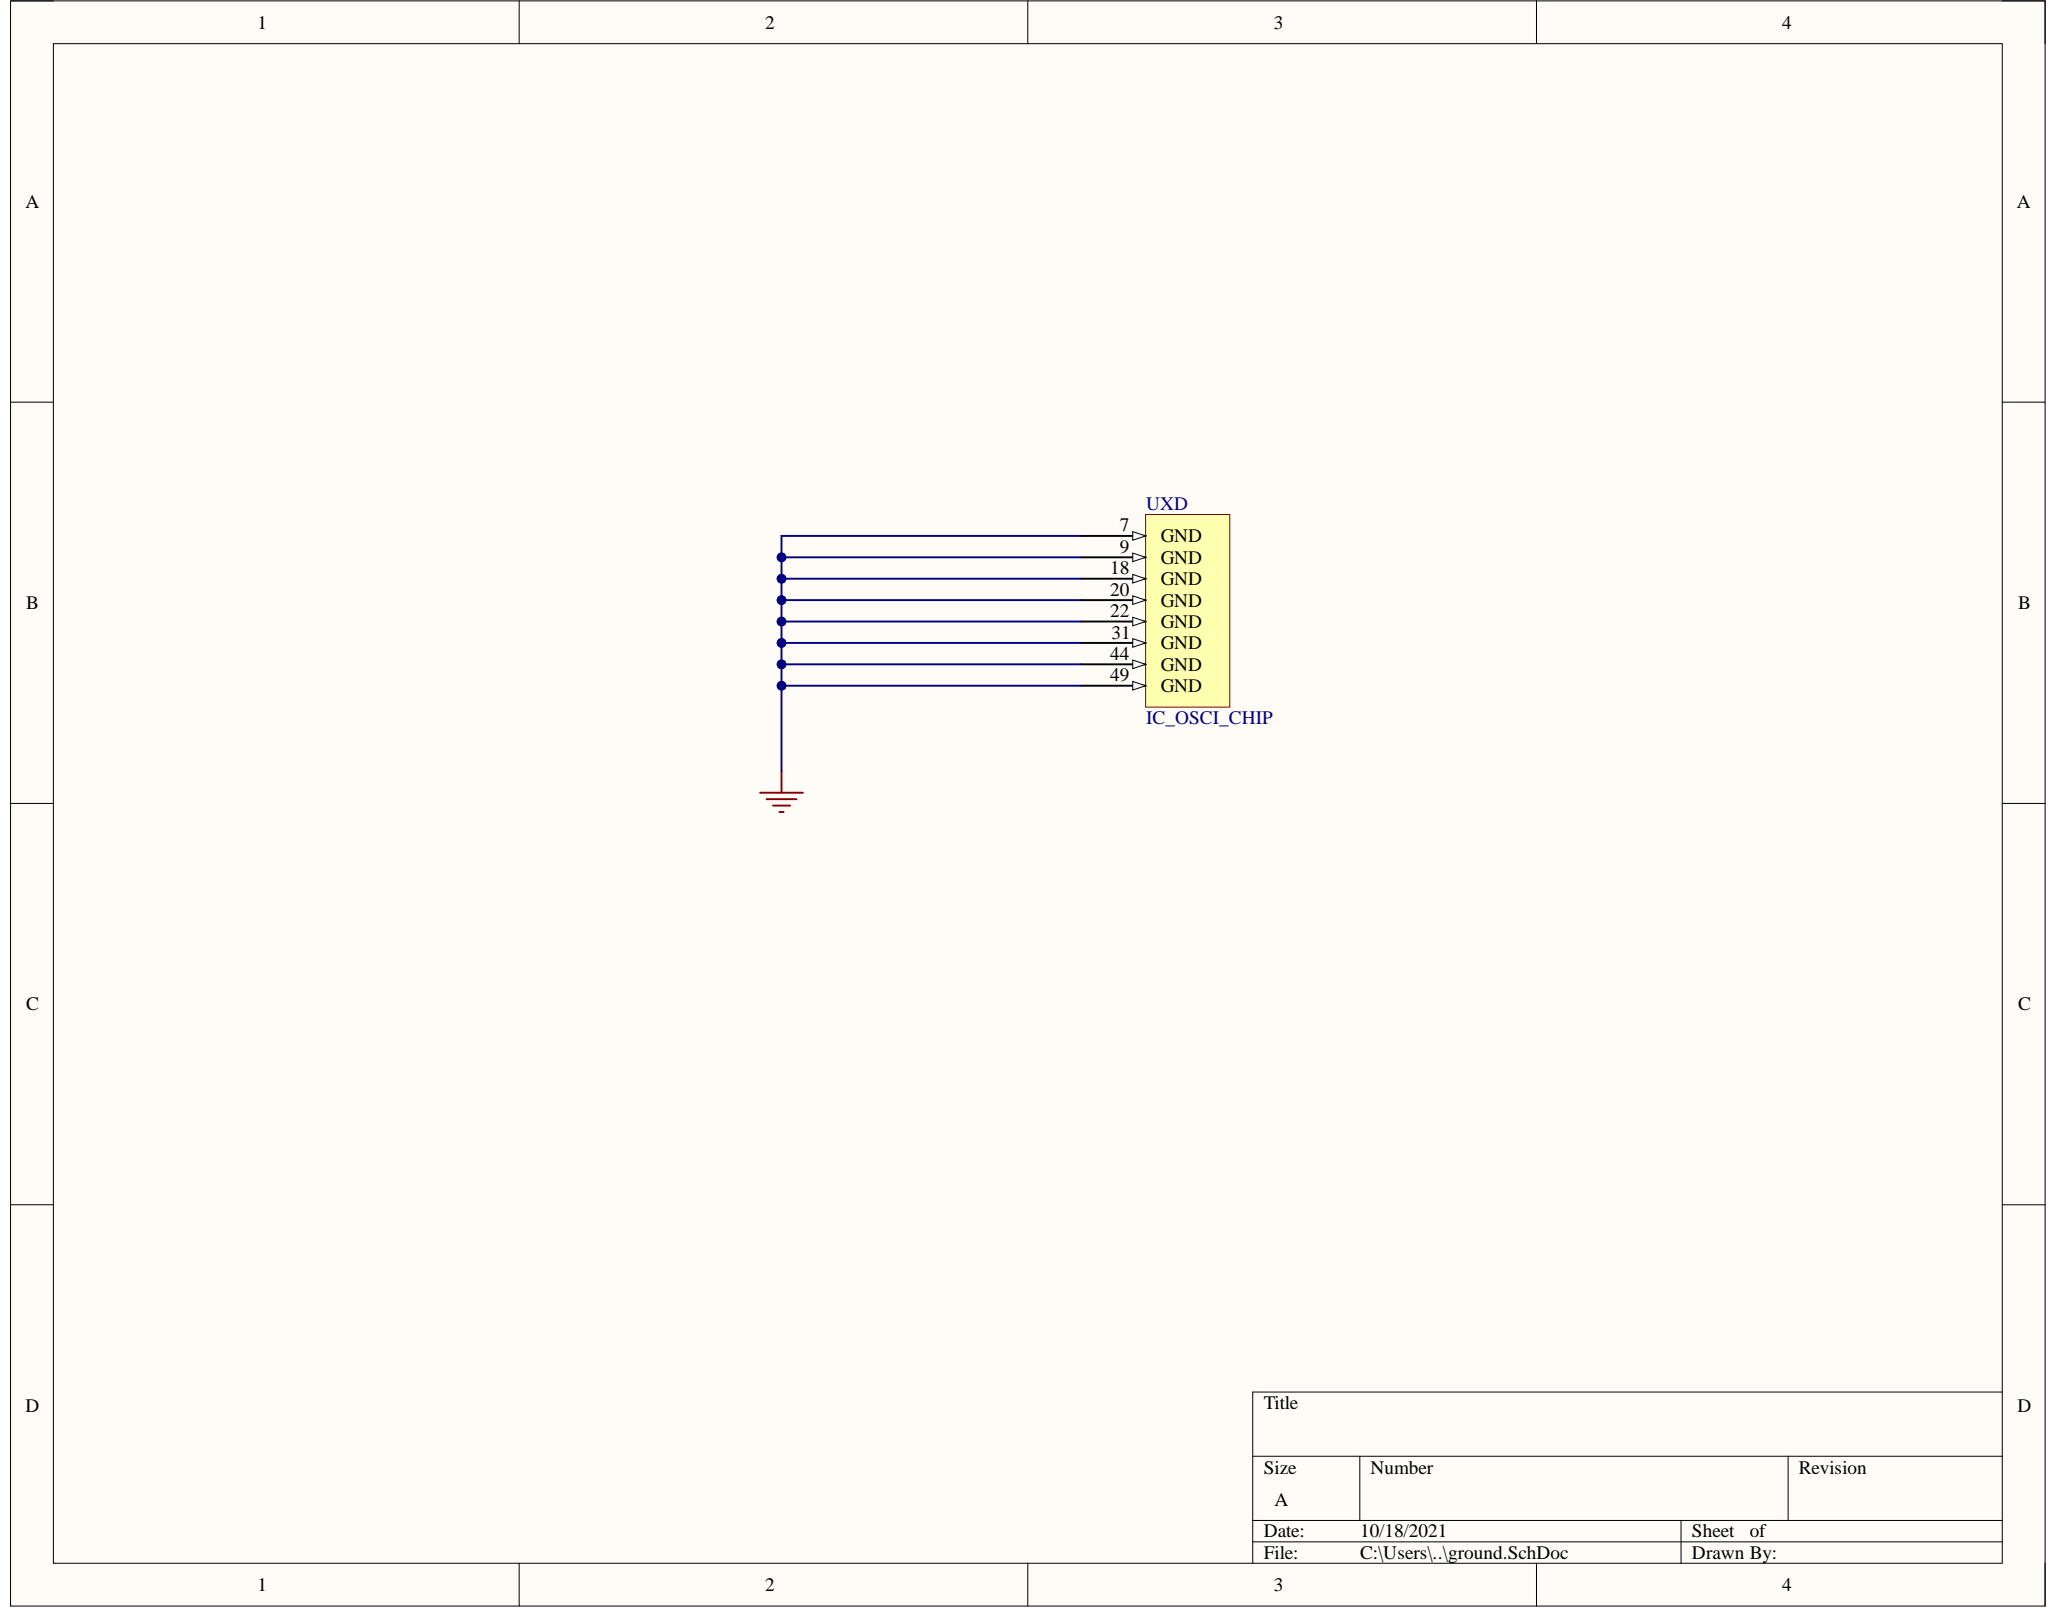 1 2 3 4
A A
UXD
7 GND
9 GND
18 GND
20 GND
B B
22 GND
31 GND
44 GND
49 GND
IC_OSCI_CHIP
C C
Title
D D
Size Number Revision
A
Date: 10/18/2021 Sheet of
File: C:\Users\..\ground.SchDoc Drawn By:
1 2 3 4